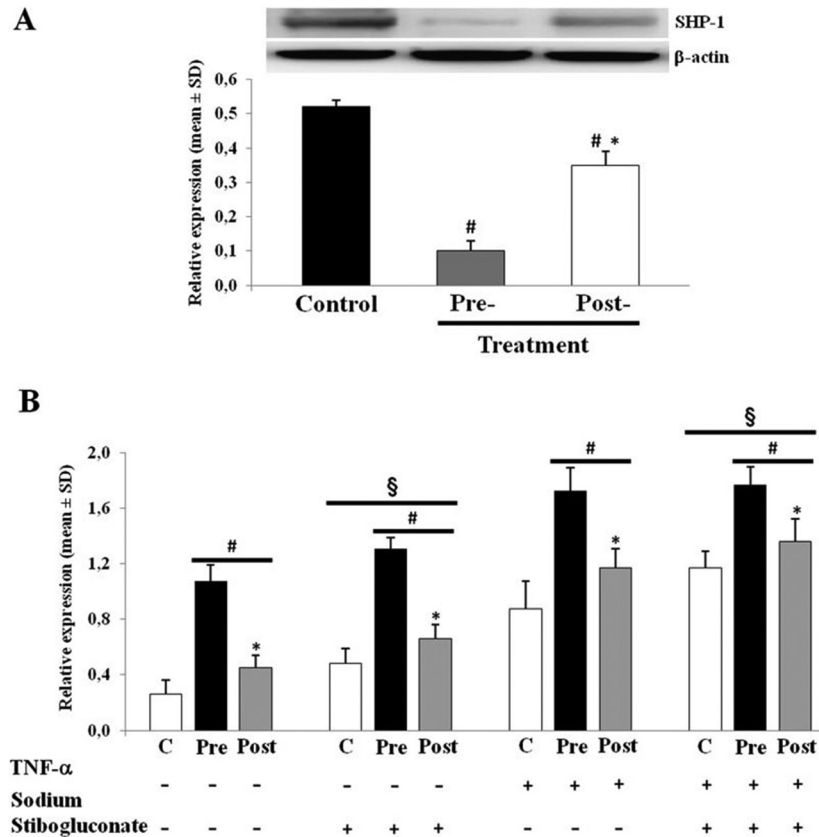 A
SHP-1
β-actin
Relative expression (mean ± SD)
0,6
0,5
0,4
0,3
0,2
0,1
0,0
#
# *
Control Pre- Post-
Treatment
B
Relative expression (mean ± SD)
2,0
1,6
1,2
0,8
0,4
0,0
§
§
#
#
#
#
*
*
*
*
C Pre Post C Pre Post C Pre Post C Pre Post
TNF-α - - - - - - + + + + + +
Sodium
Stibogluconate - - - + + + - - - + + +